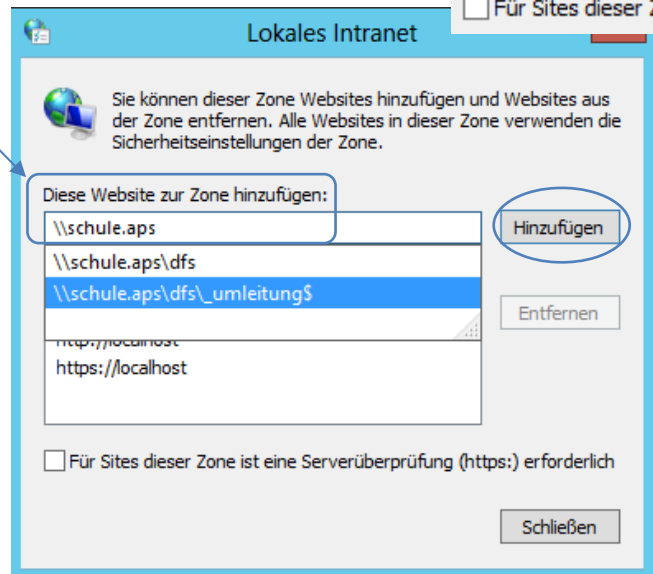 Für Sites dieser
Lokales Intranet
Sie können dieser Zone Websites hinzufügen und Websites aus
der Zone entfernen. Alle Websites in dieser Zone verwenden die
Sicherheitseinstellungen der Zone.
Diese Website zur Zone hinzufügen:
\\schule.aps
Hinzufügen
\\schule.aps\dfs
\\schule.aps\dfs\_umleitung$
Entfernen
http://localhost
https://localhost
Für Sites dieser Zone ist eine Serverüberprüfung (https:) erforderlich
Schließen